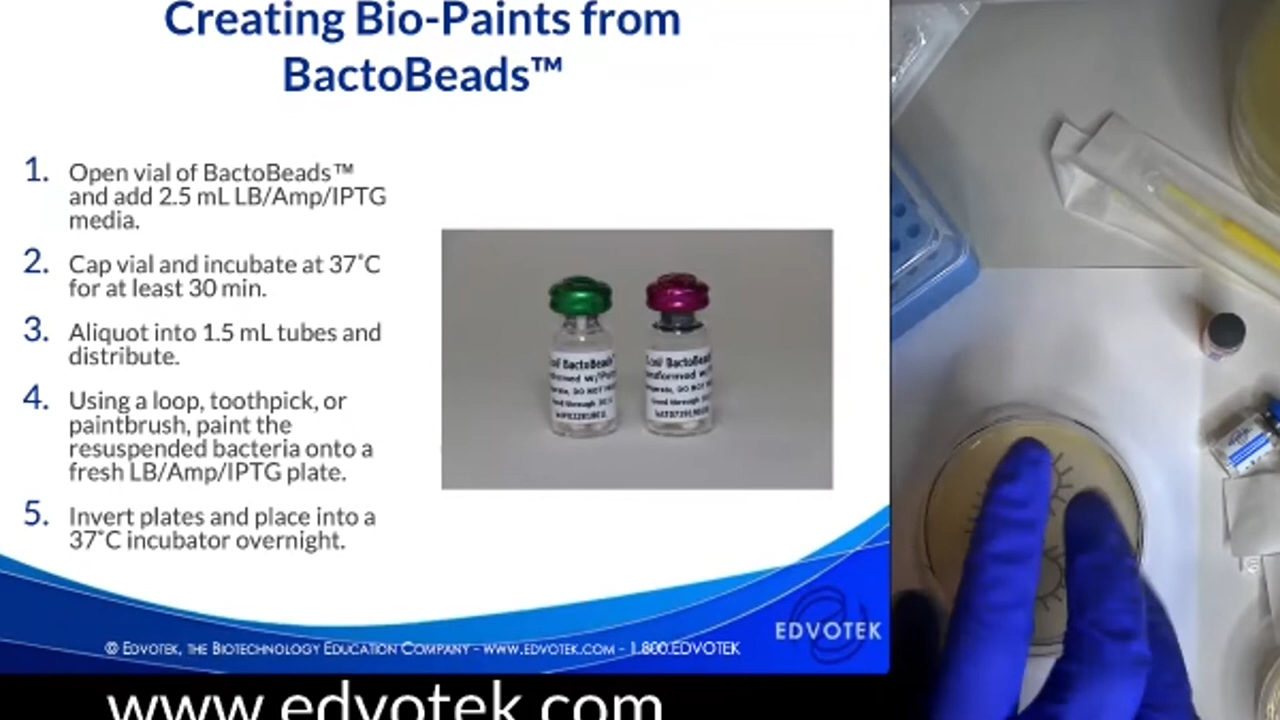 Creating Bio-Paints from
BactoBeads™
1. Open vial of BactoBeads™
and add 2.5 mL LB/Amp/IPTG
media.
2. Cap vial and incubate at 37˚C
for at least 30 min.
3. Aliquot into 1.5 mL tubes and
distribute.
4. Using a loop, toothpick, or
paintbrush, paint the
resuspended bacteria onto a
fresh LB/Amp/IPTG plate.
5. Invert plates and place into a
37˚C incubator overnight.
BactoBeads
BactoBeads
EDVOTEK
© EDVOTEK, THE BIOTECHNOLOGY EDUCATION COMPANY - WWW.EDVOTEK.COM - 1.800.EDVOTEK
www.edvotek.com